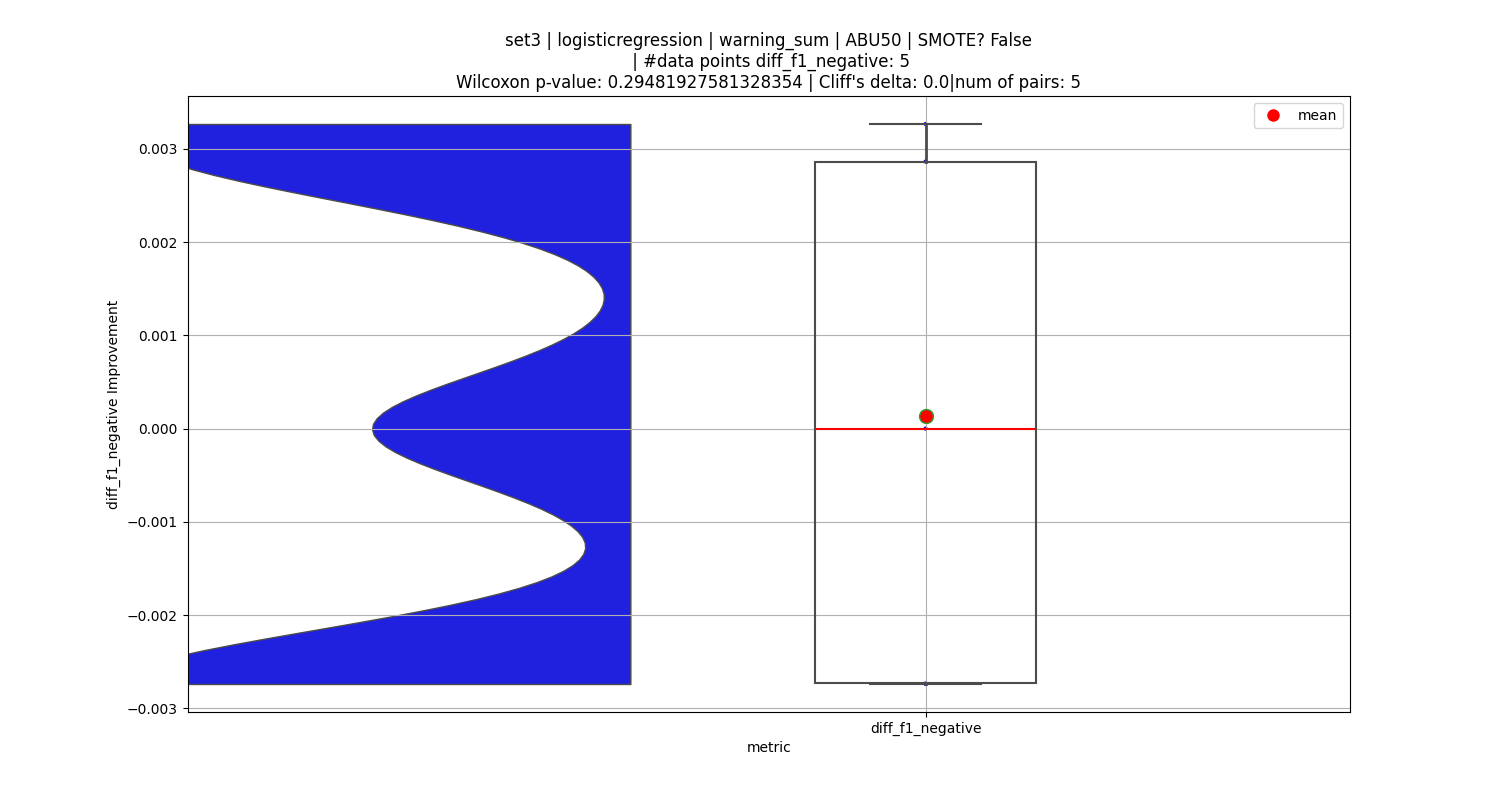 set3 | logisticregression | warning_sum | ABU50 | SMOTE? False
| #data points diff_f1_negative: 5
Wilcoxon p-value: 0.29481927581328354 | Cliff's delta: 0.0|num of pairs: 5
mean
0.003
0.002
0.001
0.000
−0.001
−0.002
−0.003
diff_f1_negative Improvement
diff_f1_negative
metric